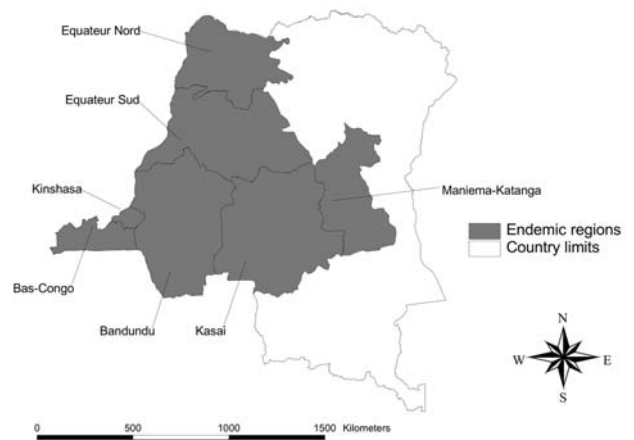 Equateur Nord
Equateur Sud
Kinshasa
Maniema-Katanga
Endemic regions
Country limits
Bas-Congo
Bandundu
Kasai
N
W
E
S
0 500 1000 1500 Kilometers